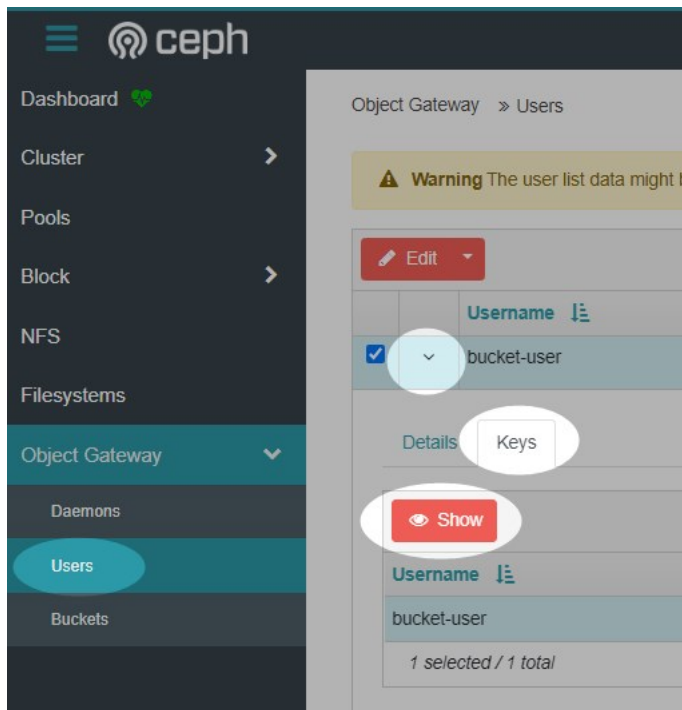 ceph
Dashboard
Cluster
Pools
Block
NFS
Filesystems
Object Gateway
Daemons
Users
Buckets
Object Gateway » Users
Warning The user list data might
Edit
Username
bucket-user
Details Keys
Show
Username
bucket-user
1 selected / 1 total